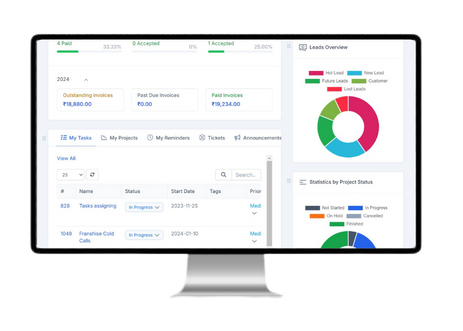 4 Paid 33.33%
0 Accepted 0%
1 Accepted 25.00%
2024
Outstanding Invoices
₹18,880.00
Past Due Invoices
₹0.00
Paid Invoices
₹19,234.00
My Tasks My Projects My Reminders Tickets Announcements
View All
25
Search...
# Name Status Start Date Tags Prior
828 Tasks assigning In Progress 2023-11-25 Med
1049 Franshise Cold Calls In Progress 2024-01-10 Med
Leads Overview
Hot Lead New Lead
Future Leads Customer
Lost Leads
Statistics by Project Status
Not Started In Progress
On Hold Cancelled
Finished